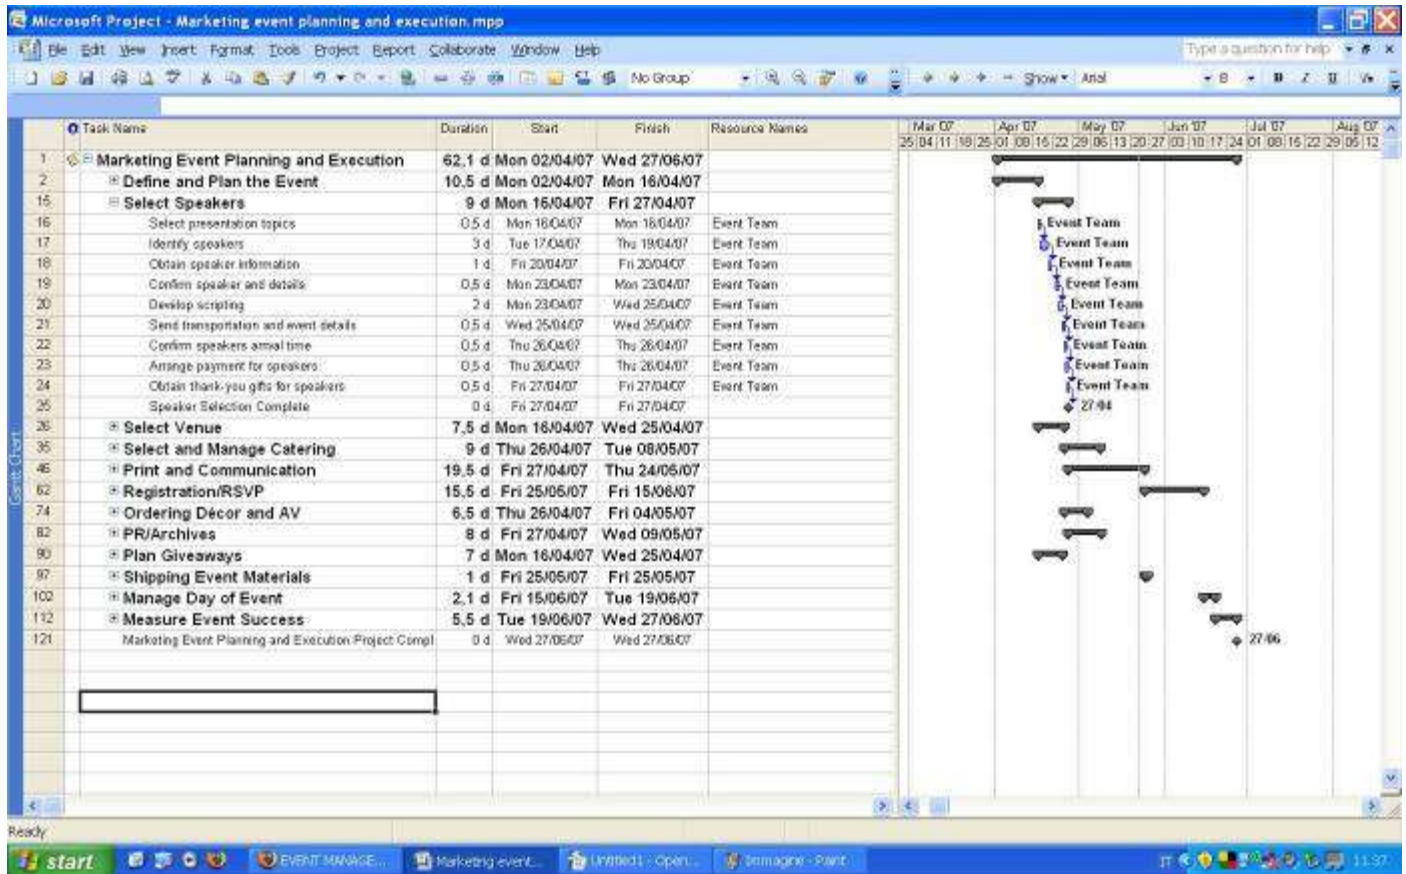 Microsoft Project - Marketing event planning and execution.mpp
File Edit View Insert Format Tools Project Report Collaborate Window Help Type a question for help
No Group Show Arial 8
Task Name Duration Start Finish Resource Names Mar '07 Apr '07 May '07 Jun '07 Jul '07 Aug '07
25 04 11 18 25 01 08 15 22 29 06 13 20 27 03 10 17 24 01 08 15 22 29 05 12
1 Marketing Event Planning and Execution 62,1 d Mon 02/04/07 Wed 27/06/07
2 Define and Plan the Event 10,5 d Mon 02/04/07 Mon 16/04/07
15 Select Speakers 9 d Mon 16/04/07 Fri 27/04/07
16 Select presentation topics 0,5 d Mon 16/04/07 Mon 16/04/07 Event Team Event Team
17 Identify speakers 3 d Tue 17/04/07 Thu 19/04/07 Event Team Event Team
18 Obtain speaker information 1 d Fri 20/04/07 Fri 20/04/07 Event Team Event Team
19 Confirm speaker and details 0,5 d Mon 23/04/07 Mon 23/04/07 Event Team Event Team
20 Develop scripting 2 d Mon 23/04/07 Wed 25/04/07 Event Team Event Team
21 Send transportation and event details 0,5 d Wed 25/04/07 Wed 25/04/07 Event Team Event Team
22 Confirm speakers arrival time 0,5 d Thu 26/04/07 Thu 26/04/07 Event Team Event Team
23 Arrange payment for speakers 0,5 d Thu 26/04/07 Thu 26/04/07 Event Team Event Team
24 Obtain thank-you gifts for speakers 0,5 d Fri 27/04/07 Fri 27/04/07 Event Team Event Team
25 Speaker Selection Complete 0 d Fri 27/04/07 Fri 27/04/07 27/04
26 Select Venue 7,5 d Mon 16/04/07 Wed 25/04/07
35 Select and Manage Catering 9 d Thu 26/04/07 Tue 08/05/07
46 Print and Communication 19,5 d Fri 27/04/07 Thu 24/05/07
62 Registration/RSVP 15,5 d Fri 25/05/07 Fri 15/06/07
74 Ordering Décor and AV 6,5 d Thu 26/04/07 Fri 04/05/07
82 PR/Archives 8 d Fri 27/04/07 Wed 09/05/07
90 Plan Giveaways 7 d Mon 16/04/07 Wed 25/04/07
97 Shipping Event Materials 1 d Fri 25/05/07 Fri 25/05/07
102 Manage Day of Event 2,1 d Fri 15/06/07 Tue 19/06/07
112 Measure Event Success 5,5 d Tue 19/06/07 Wed 27/06/07
121 Marketing Event Planning and Execution Project Compl 0 d Wed 27/06/07 Wed 27/06/07 27/06
Gantt Chart
Ready
start EVENT MANAGE... Marketing event... Untitled1 - Open... Immagine - Paint IT 11.37